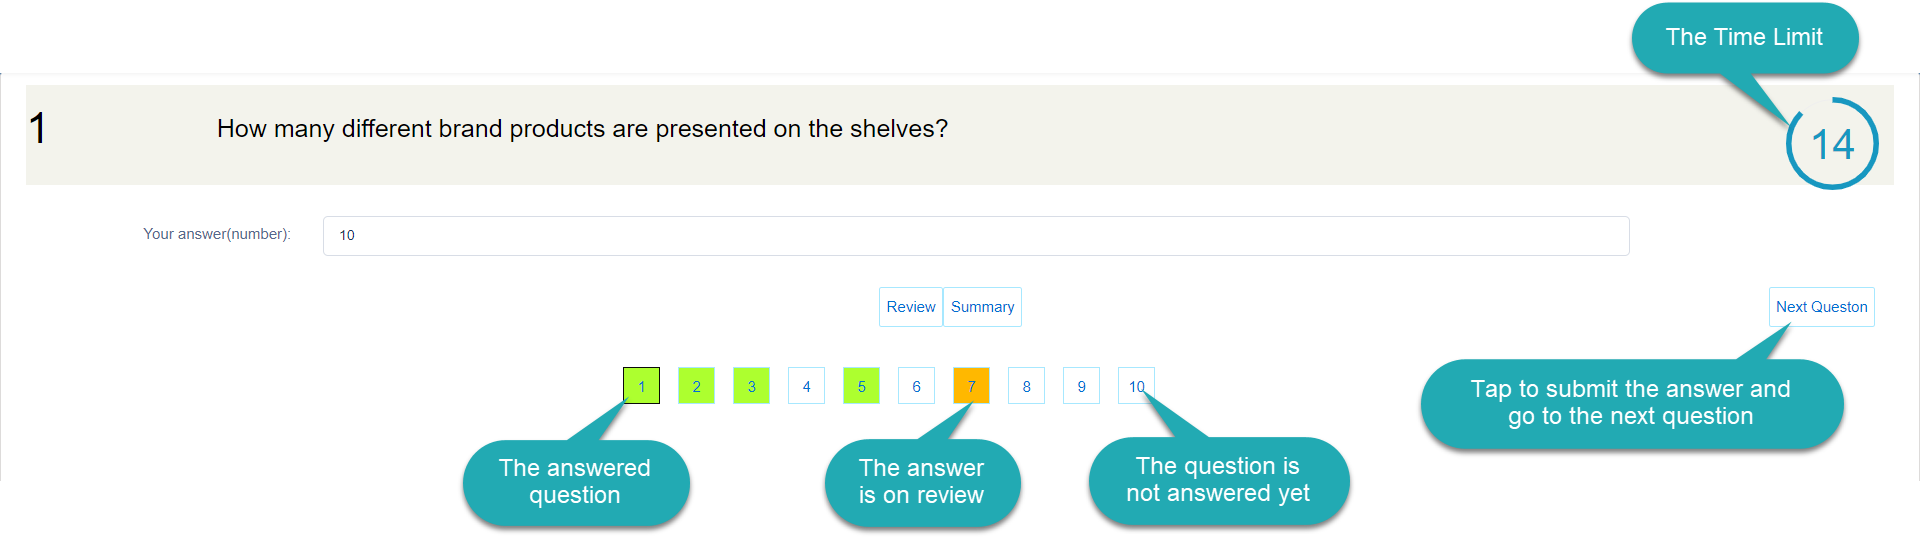 The Time Limit
1
How many different brand products are presented on the shelves?
14
Your answer(number):
10
Review
Summary
Next Queston
1
2
3
4
5
6
7
8
9
10
Tap to submit the answer and
go to the next question
The answered
question
The answer
is on review
The question is
not answered yet